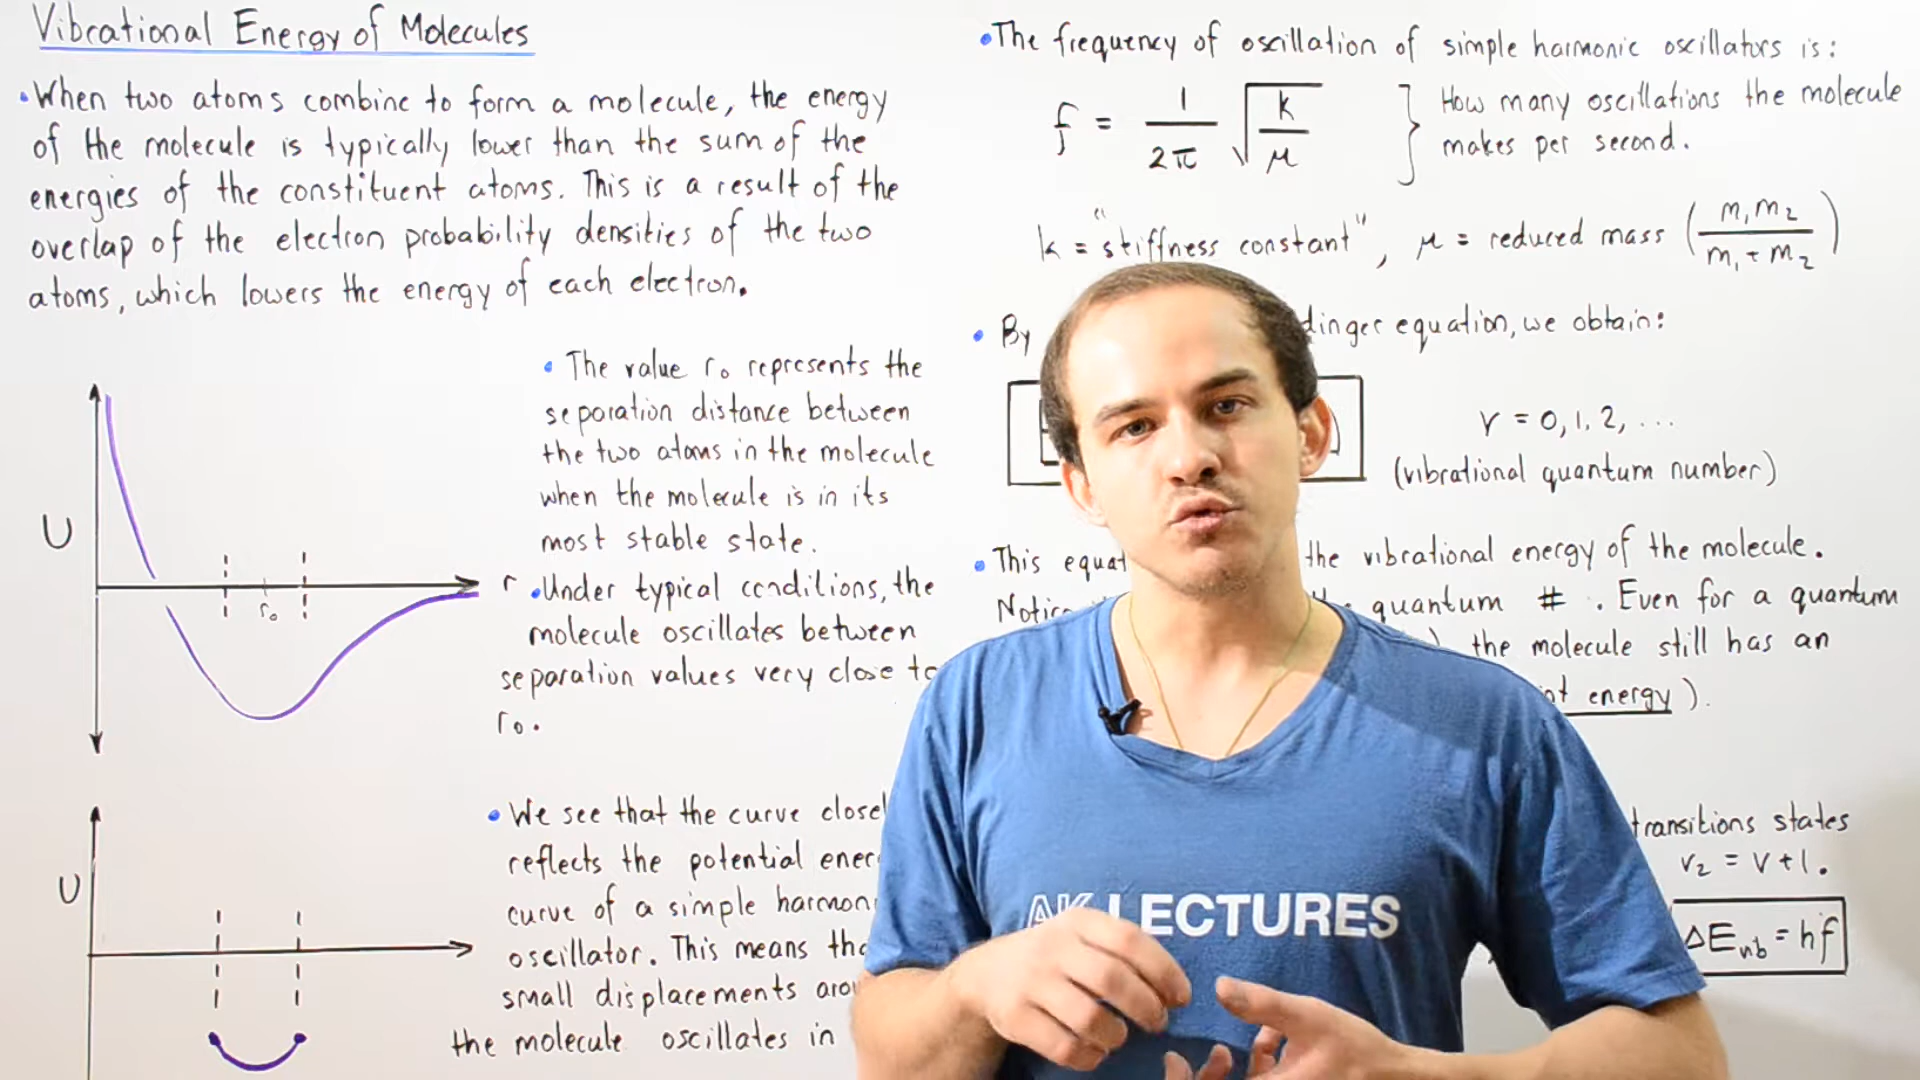 Vibrational Energy of Molecules
• When two atoms combine to form a molecule, the energy
of the molecule is typically lower than the sum of the
energies of the constituent atoms. This is a result of the
overlap of the electron probability densities of the two
atoms, which lowers the energy of each electron.
U
r
r₀
• The value r₀ represents the
separation distance between
the two atoms in the molecule
when the molecule is in its
most stable state.
• Under typical conditions, the
molecule oscillates between
separation values very close to
r₀.
U
• We see that the curve
reflects the potential
curve of a simple
oscillator. This means
small displacements
the molecule oscillates in
• The frequency of oscillation of simple harmonic oscillators is:
f = 1/2π √k/μ } How many oscillations the molecule
makes per second.
k = "stiffness constant", μ = reduced mass (m₁m₂/m₁+m₂)
• By equation, we obtain:
v = 0, 1, 2, ...
(vibrational quantum number)
• This the vibrational energy of the molecule.
quantum # . Even for a quantum
the molecule still has an
energy).
transitions states
v₂ = v+1.
ΔE = hf
AK LECTURES